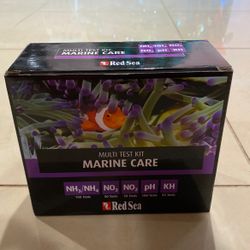 MULTI TEST KIT
MARINE CARE
Red Sea
MULTI TEST KIT
MARINE CARE
NH₃/NH₄ NO₂ NO₃ pH KH
Red Sea